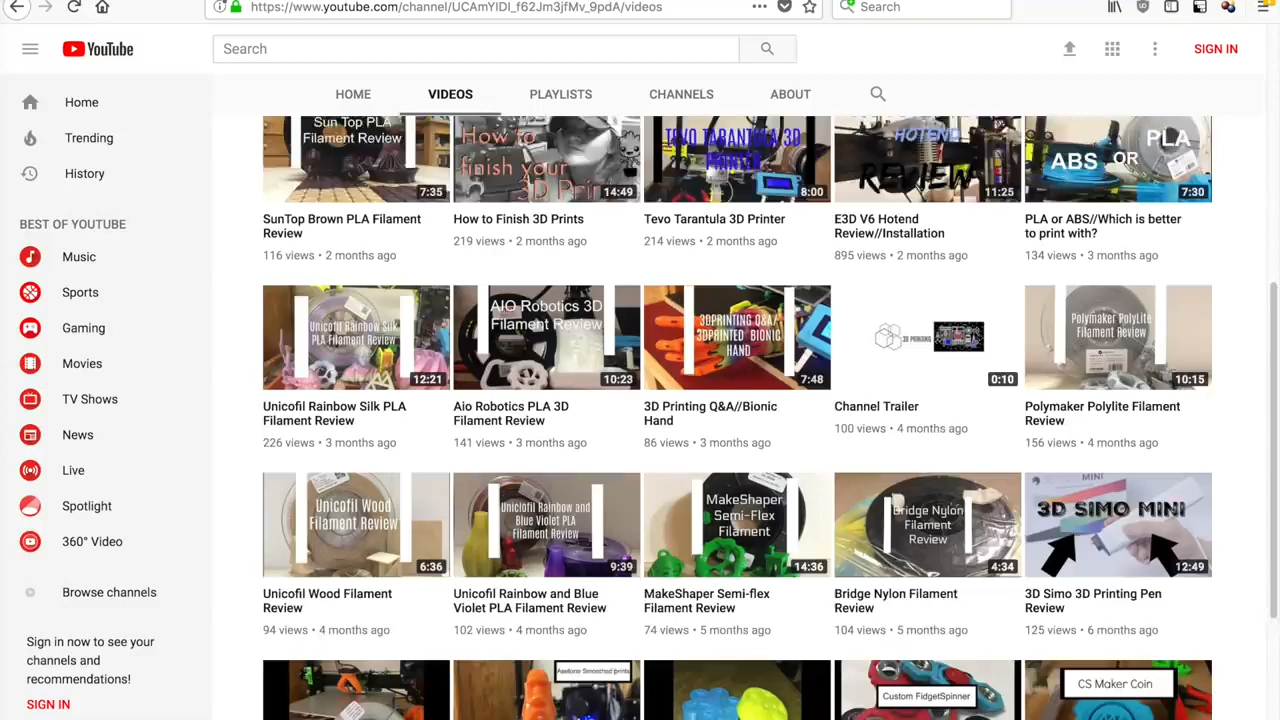 https://www.youtube.com/channel/UCAmYIDI_f62Jm3jfMv_9pdA/videos
Search
YouTube
Search
SIGN IN
HOME
VIDEOS
PLAYLISTS
CHANNELS
ABOUT
Home
Trending
History
BEST OF YOUTUBE
Music
Sports
Gaming
Movies
TV Shows
News
Live
Spotlight
360° Video
Browse channels
Sign in now to see your
channels and
recommendations!
SIGN IN
Sun Top PLA
Filament Review
7:35
SunTop Brown PLA Filament
Review
116 views • 2 months ago
How to
finish your
3D Prin
14:49
How to Finish 3D Prints
219 views • 2 months ago
TEVO TARANTULA 3D
PRINTER
8:00
Tevo Tarantula 3D Printer
214 views • 2 months ago
HOTEND
REVIEW
11:25
E3D V6 Hotend
Review//Installation
895 views • 2 months ago
ABS OR PLA
7:30
PLA or ABS//Which is better
to print with?
134 views • 3 months ago
Unicofil Rainbow Silk
PLA Filament Review
12:21
Unicofil Rainbow Silk PLA
Filament Review
226 views • 3 months ago
AIO Robotics 3D
Filament Review
10:23
Aio Robotics PLA 3D
Filament Review
141 views • 3 months ago
3DPRINTING Q&A/
3DPRINTED BIONIC
HAND
7:48
3D Printing Q&A//Bionic
Hand
86 views • 3 months ago
3D PRINTING
0:10
Channel Trailer
100 views • 4 months ago
Polymaker PolyLite
Filament Review
10:15
Polymaker Polylite Filament
Review
156 views • 4 months ago
Unicofil Wood
Filament Review
6:36
Unicofil Wood Filament
Review
94 views • 4 months ago
Uniciofil Rainbow and
Blue Violet PLA
Filament Review
9:39
Unicofil Rainbow and Blue
Violet PLA Filament Review
102 views • 4 months ago
MakeShaper
Semi-Flex
Filament
14:36
MakeShaper Semi-flex
Filament Review
74 views • 5 months ago
Bridge Nylon
Filament
Review
4:34
Bridge Nylon Filament
Review
104 views • 5 months ago
MINI
3D SIMO MINI
12:49
3D Simo 3D Printing Pen
Review
125 views • 6 months ago
Acetone Smoothed prints
Custom FidgetSpinner
CS Maker Coin